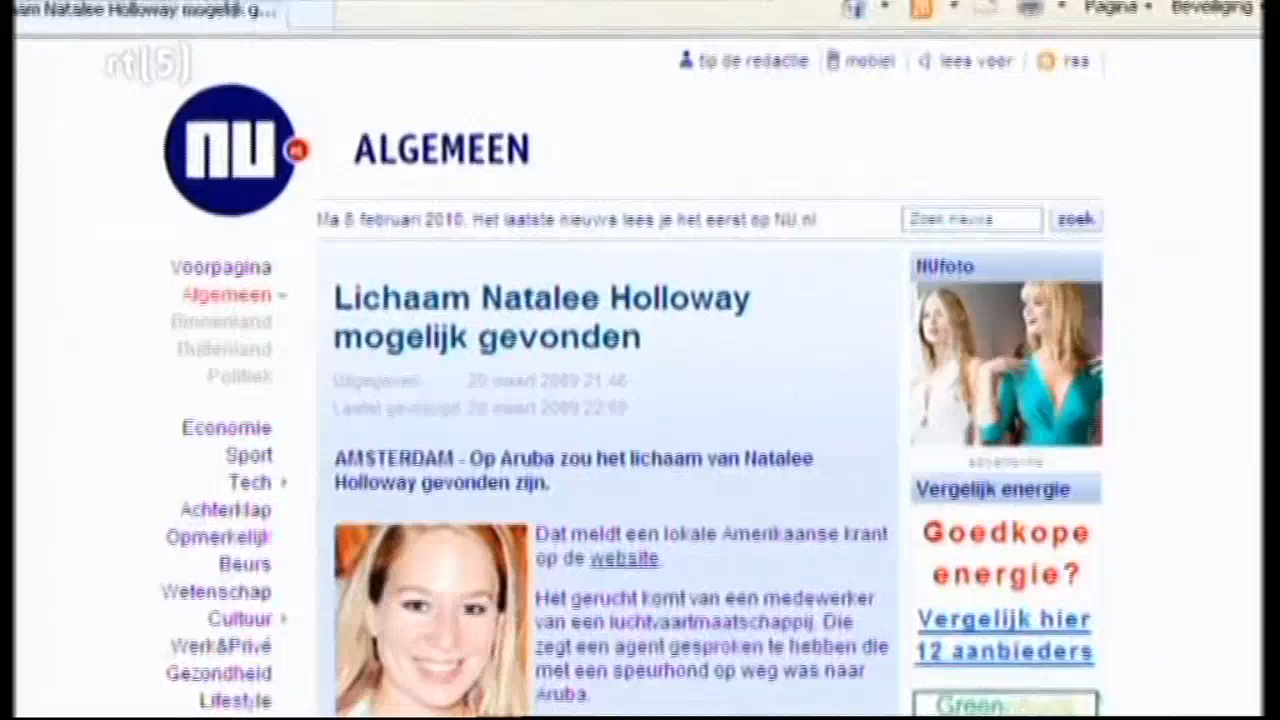 am Natalee Holloway mogelijk g...
Pagina
Beveiliging
rtl 5
tip de redactie
mobiel
lees voor
rss
NU
nl
ALGEMEEN
Ma 8 februari 2010. Het laatste nieuws lees je het eerst op NU.nl
Zoek nieuws
zoek
Voorpagina
Algemeen
Binnenland
Buitenland
Politiek
Economie
Sport
Tech
Achterklap
Opmerkelijk
Beurs
Wetenschap
Cultuur
Werk&Privé
Gezondheid
Lifestyle
Lichaam Natalee Holloway
mogelijk gevonden
Uitgegeven: 20 maart 2009 21:46
Laatst gewijzigd: 20 maart 2009 22:09
AMSTERDAM - Op Aruba zou het lichaam van Natalee
Holloway gevonden zijn.
Dat meldt een lokale Amerikaanse krant
op de website.
Het gerucht komt van een medewerker
van een luchtvaartmaatschappij. Die
zegt een agent gesproken te hebben die
met een speurhond op weg was naar
Aruba.
NUfoto
advertentie
Vergelijk energie
Goedkope
energie?
Vergelijk hier
12 aanbieders
Green